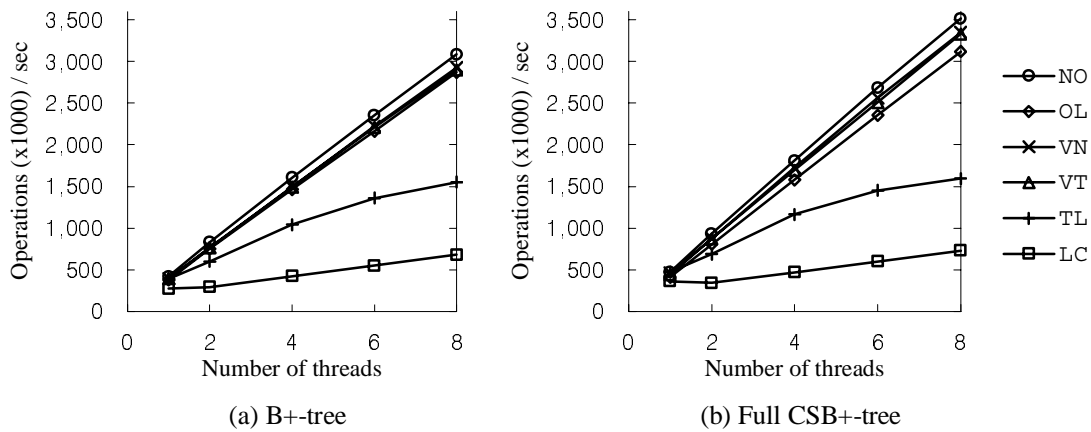 3,500
3,000
2,500
2,000
1,500
1,000
500
0
Operations (x1000) / sec
0 2 4 6 8
Number of threads
(a) B+-tree
3,500
3,000
2,500
2,000
1,500
1,000
500
0
Operations (x1000) / sec
0 2 4 6 8
Number of threads
(b) Full CSB+-tree
NO
OL
VN
VT
TL
LC